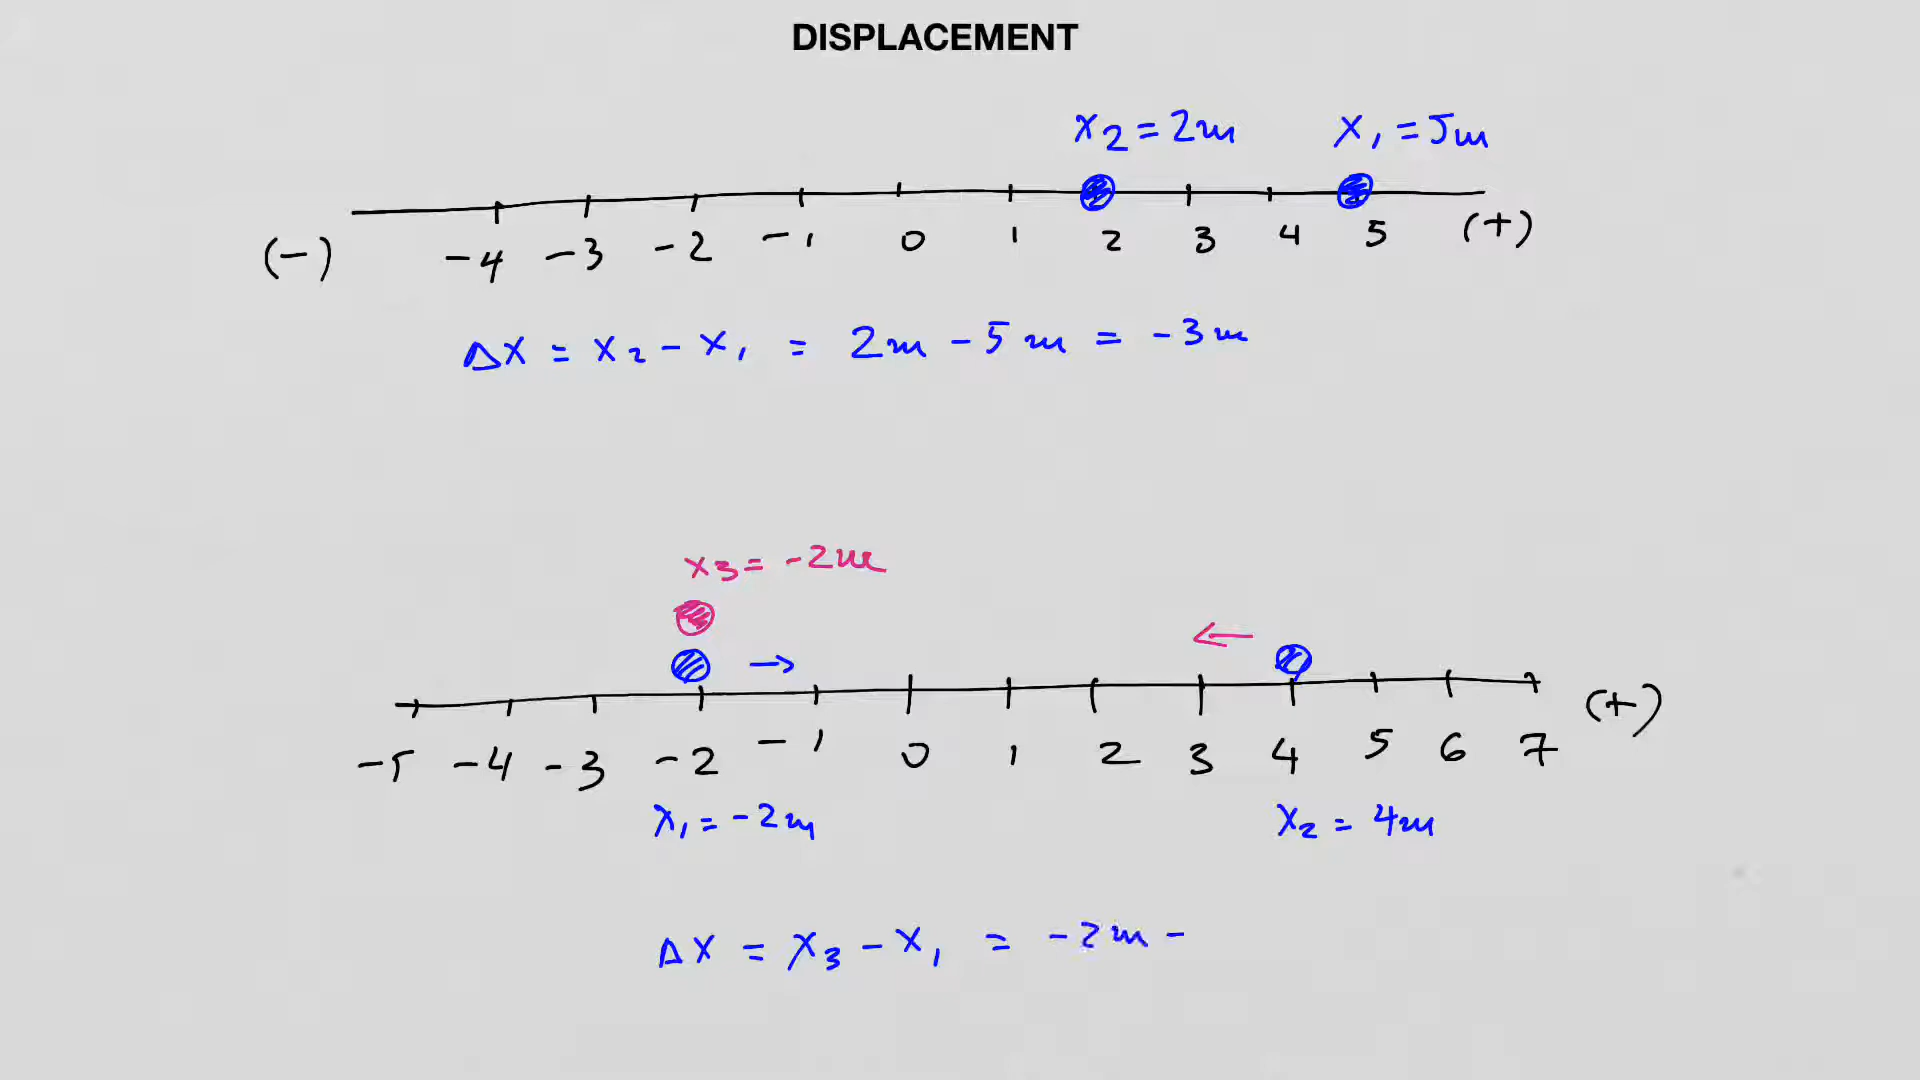 DISPLACEMENT
x₂ = 2m x₁ = 5m
(-) -4 -3 -2 -1 0 1 2 3 4 5 (+)
Δx = x₂ - x₁ = 2m - 5m = -3m
x₃ = -2m
-5 -4 -3 -2 -1 0 1 2 3 4 5 6 7 (+)
x₁ = -2m x₂ = 4m
Δx = x₃ - x₁ = -2m -